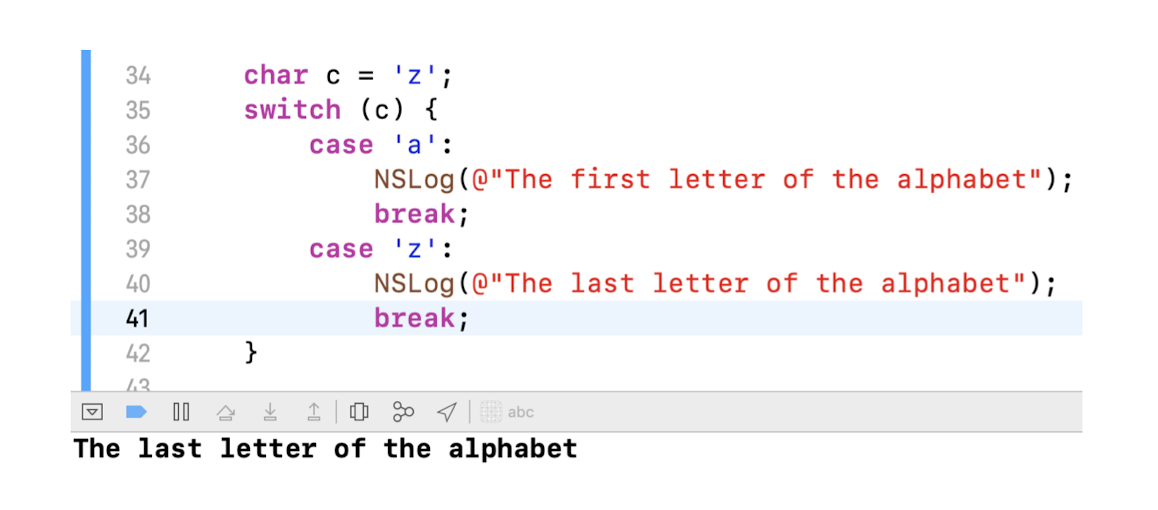 34 char c = 'z';
35 switch (c) {
36 case 'a':
37 NSLog(@"The first letter of the alphabet");
38 break;
39 case 'z':
40 NSLog(@"The last letter of the alphabet");
41 break;
42 }
43
abc
The last letter of the alphabet